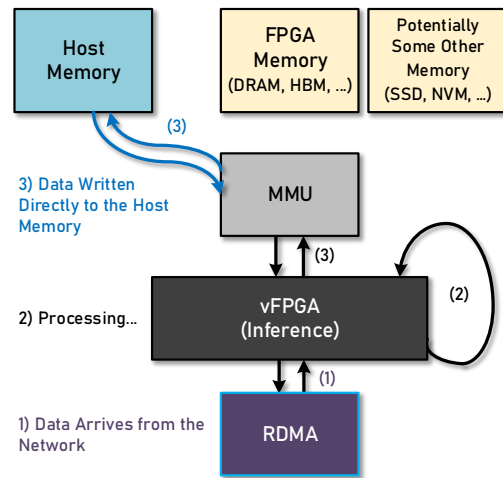 Host
Memory
FPGA
Memory
(DRAM, HBM, ...)
Potentially
Some Other
Memory
(SSD, NVM, ...)
(3)
3) Data Written
Directly to the Host
Memory
MMU
(3)
2) Processing...
vFPGA
(Inference)
(2)
(1)
1) Data Arrives from the
Network
RDMA